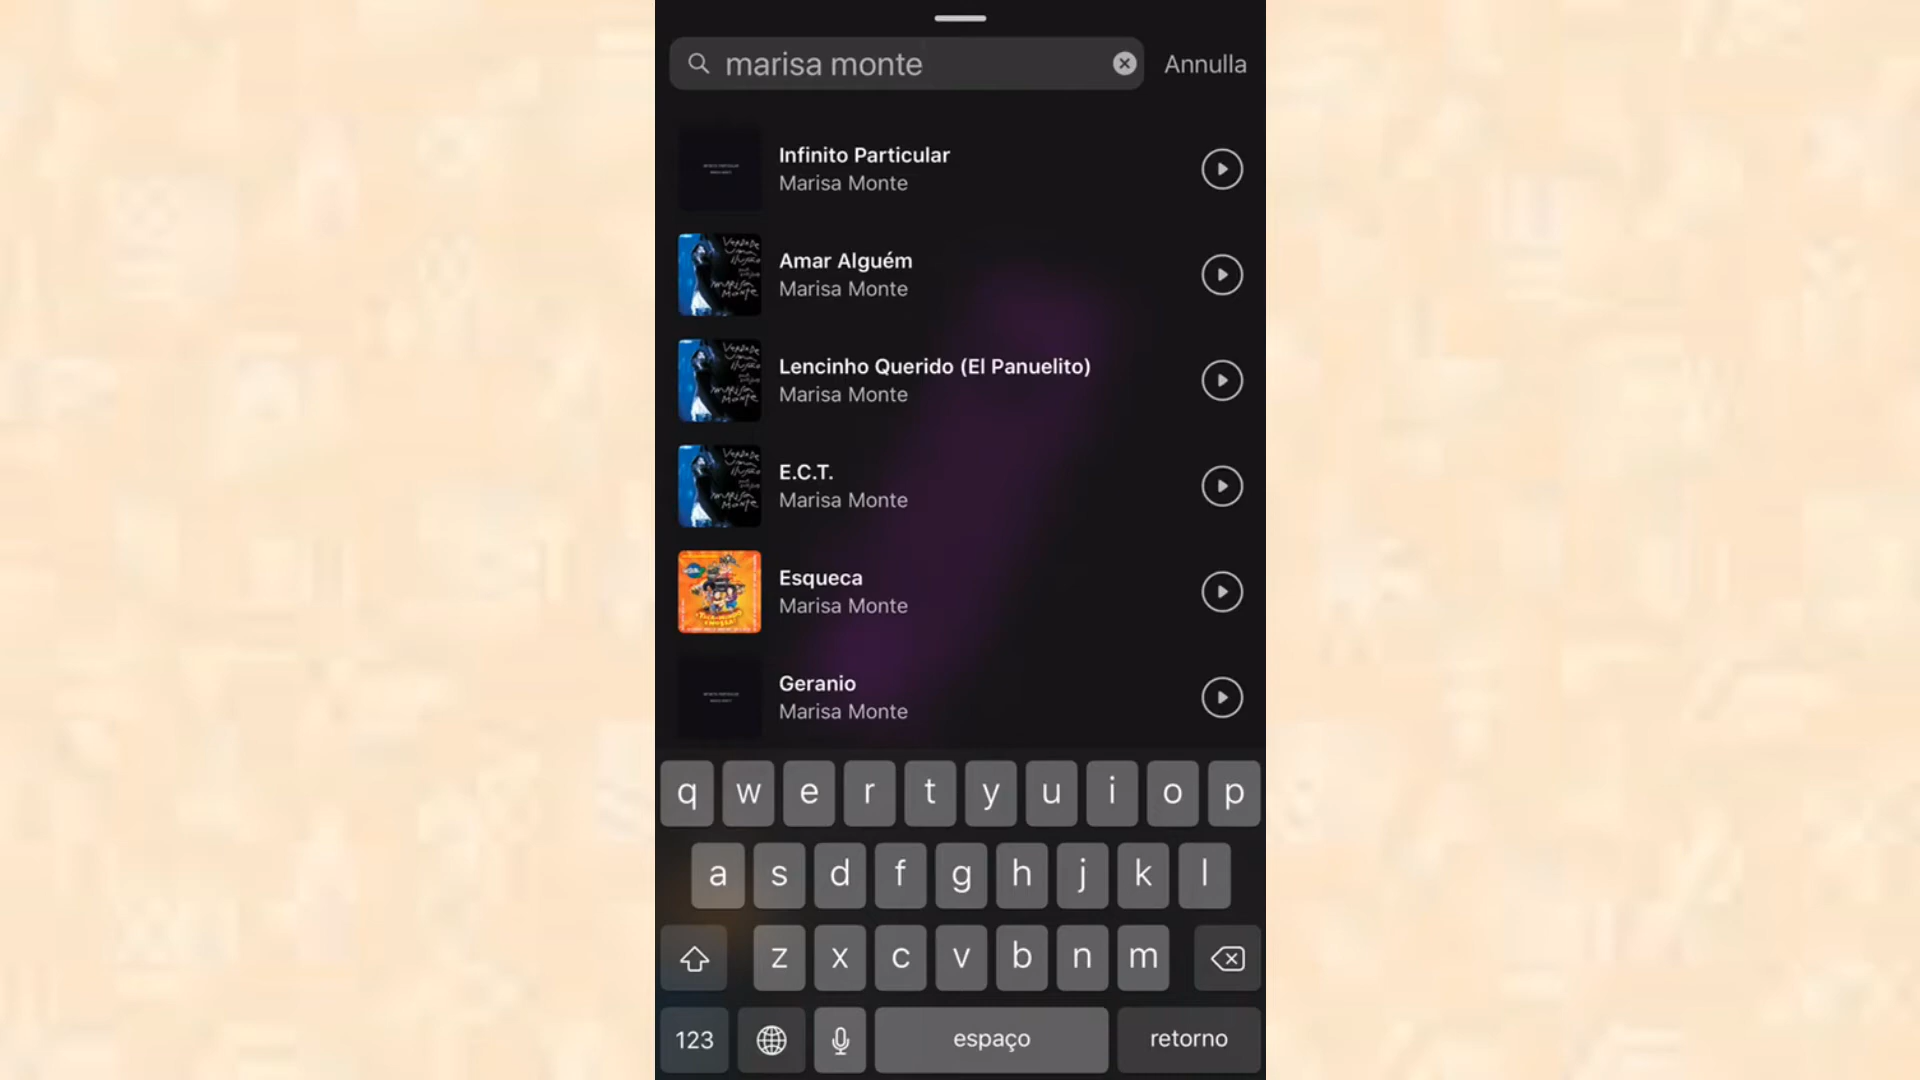 marisa monte
Annulla
Infinito Particular
Marisa Monte
Amar Alguém
Marisa Monte
Lencinho Querido (El Panuelito)
Marisa Monte
E.C.T.
Marisa Monte
Esqueca
Marisa Monte
Geranio
Marisa Monte
q w e r t y u i o p
a s d f g h j k l
z x c v b n m
123 espaço retorno